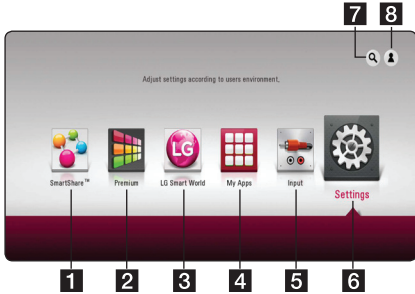 7 8
Adjust settings according to users environment.
LG
SmartShare™ Premium LG Smart World My Apps Input Settings
1 2 3 4 5 6